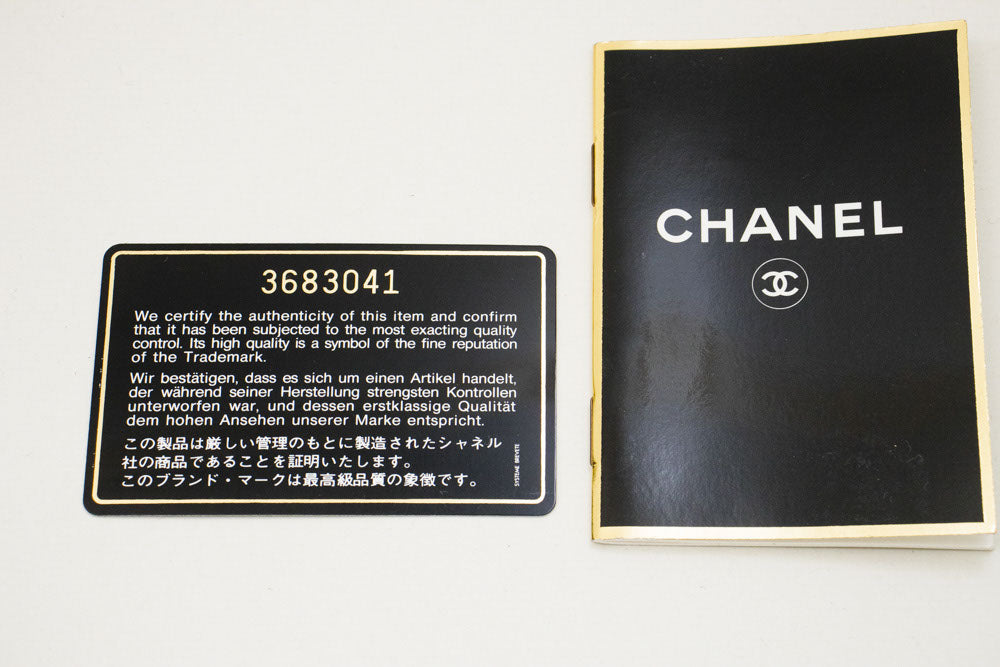 3683041
We certify the authenticity of this item and confirm
that it has been subjected to the most exacting quality
control. Its high quality is a symbol of the fine reputation
of the Trademark.
Wir bestätigen, dass es sich um einen Artikel handelt,
der während seiner Herstellung strengsten Kontrollen
unterworfen war, und dessen erstklassige Qualität
dem hohen Ansehen unserer Marke entspricht.
この製品は厳しい管理のもとに製造されたシャネル
社の商品であることを証明いたします。
このブランド・マークは最高級品質の象徴です。
SYSTEME BREVETE
CHANEL